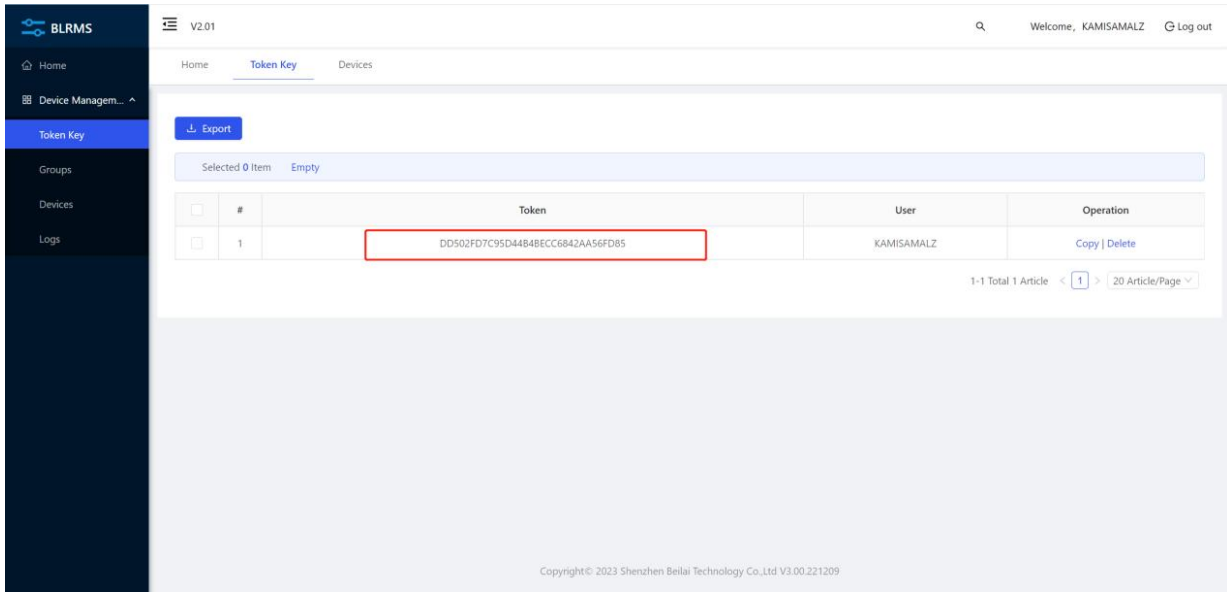 BLRMS
V2.01
Welcome, KAMISAMALZ
Log out
Home
Device Managem...
Token Key
Groups
Devices
Logs
Home Token Key Devices
Export
Selected 0 Item Empty
# Token User Operation
1 DD502FD7C95D44B4BECC6842AA56FD85 KAMISAMALZ Copy | Delete
1-1 Total 1 Article < 1 > 20 Article/Page
Copyright© 2023 Shenzhen Beilai Technology Co.,Ltd V3.00.221209